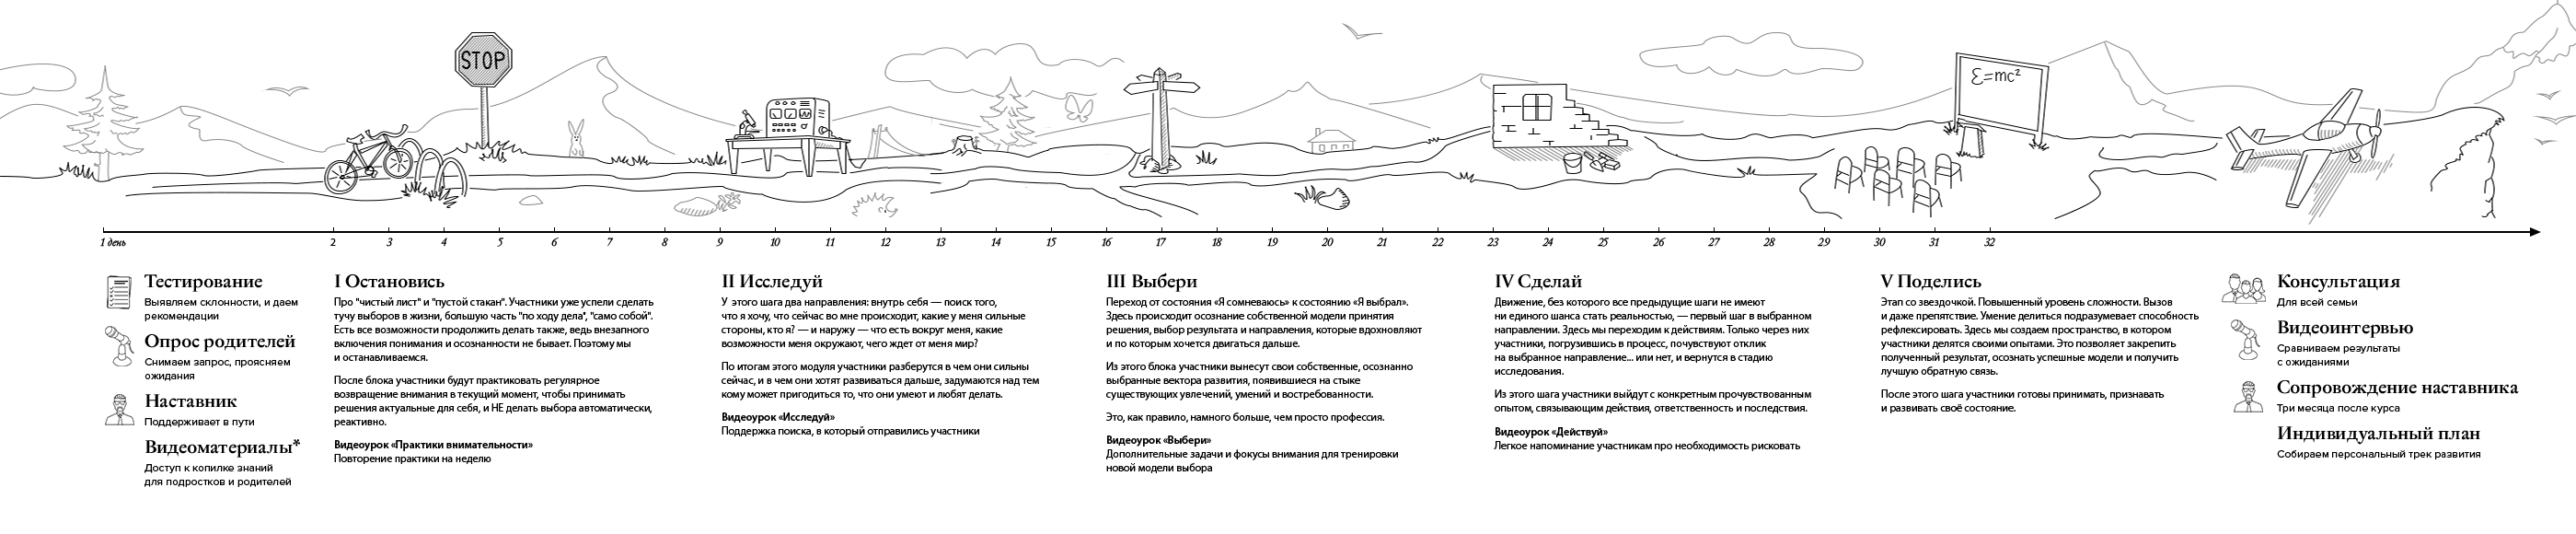 STOP
Ɛ=mc²
1 день 2 3 4 5 6 7 8 9 10 11 12 13 14 15 16 17 18 19 20 21 22 23 24 25 26 27 28 29 30 31 32
Тестирование
Выявляем склонности, и даем
рекомендации
Опрос родителей
Снимаем запрос, проясняем
ожидания
Наставник
Поддерживает в пути
Видеоматериалы*
Доступ к копилке знаний
для подростков и родителей
I Остановись
Про "чистый лист" и "пустой стакан". Участники уже успели сделать
тучу выборов в жизни, большую часть "по ходу дела", "само собой".
Есть все возможности продолжить делать также, ведь внезапного
включения понимания и осознанности не бывает. Поэтому мы
и останавливаемся.
После блока участники будут практиковать регулярное
возвращение внимания в текущий момент, чтобы принимать
решения актуальные для себя, и НЕ делать выбора автоматически,
реактивно.
Видеоурок «Практики внимательности»
Повторение практики на неделю
II Исследуй
У этого шага два направления: внутрь себя — поиск того,
что я хочу, что сейчас во мне происходит, какие у меня сильные
стороны, кто я? — и наружу — что есть вокруг меня, какие
возможности меня окружают, чего ждет от меня мир?
По итогам этого модуля участники разберутся в чем они сильны
сейчас, и в чем они хотят развиваться дальше, задумаются над тем
кому может пригодиться то, что они умеют и любят делать.
Видеоурок «Исследуй»
Поддержка поиска, в который отправились участники
III Выбери
Переход от состояния «Я сомневаюсь» к состоянию «Я выбрал».
Здесь происходит осознание собственной модели принятия
решения, выбор результата и направления, которые вдохновляют
и по которым хочется двигаться дальше.
Из этого блока участники вынесут свои собственные, осознанно
выбранные вектора развития, появившиеся на стыке
существующих увлечений, умений и востребованности.
Это, как правило, намного больше, чем просто профессия.
Видеоурок «Выбери»
Дополнительные задачи и фокусы внимания для тренировки
новой модели выбора
IV Сделай
Движение, без которого все предыдущие шаги не имеют
ни единого шанса стать реальностью, — первый шаг в выбранном
направлении. Здесь мы переходим к действиям. Только через них
участники, погрузившись в процесс, почувствуют отклик
на выбранное направление... или нет, и вернутся в стадию
исследования.
Из этого шага участники выйдут с конкретным прочувствованным
опытом, связывающим действия, ответственность и последствия.
Видеоурок «Действуй»
Легкое напоминание участникам про необходимость рисковать
V Поделись
Этап со звездочкой. Повышенный уровень сложности. Вызов
и даже препятствие. Умение делиться подразумевает способность
рефлексировать. Здесь мы создаем пространство, в котором
участники делятся своими опытами. Это позволяет закрепить
полученный результат, осознать успешные модели и получить
лучшую обратную связь.
После этого шага участники готовы принимать, признавать
и развивать своё состояние.
Консультация
Для всей семьи
Видеоинтервью
Сравниваем результаты
с ожиданиями
Сопровождение наставника
Три месяца после курса
Индивидуальный план
Собираем персональный трек развития